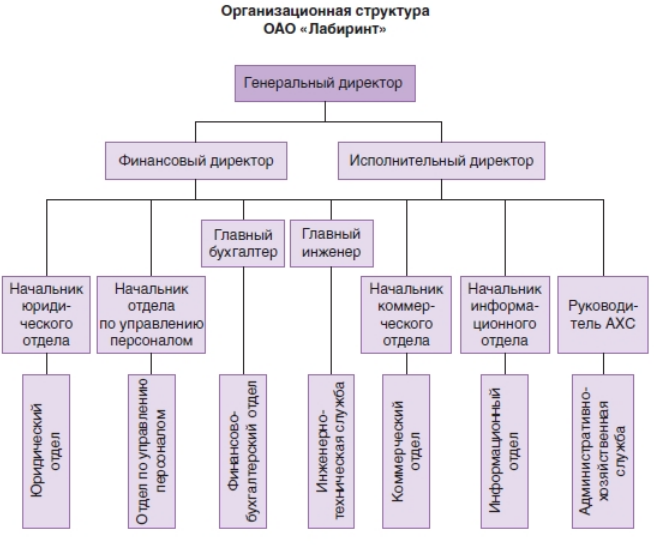 Организационная структура
ОАО «Лабиринт»
Генеральный директор
Финансовый директор
Исполнительный директор
Главный
бухгалтер
Главный
инженер
Начальник
юриди-
ческого
отдела
Начальник
отдела
по управлению
персоналом
Начальник
коммер-
ческого
отдела
Начальник
информа-
ционного
отдела
Руководи-
тель АХС
Юридический
отдел
Отдел по управлению
персоналом
Финансово-
бухгалтерский отдел
Инженерно-
техническая служба
Коммерческий
отдел
Информационный
отдел
Административно-
хозяйственная
служба